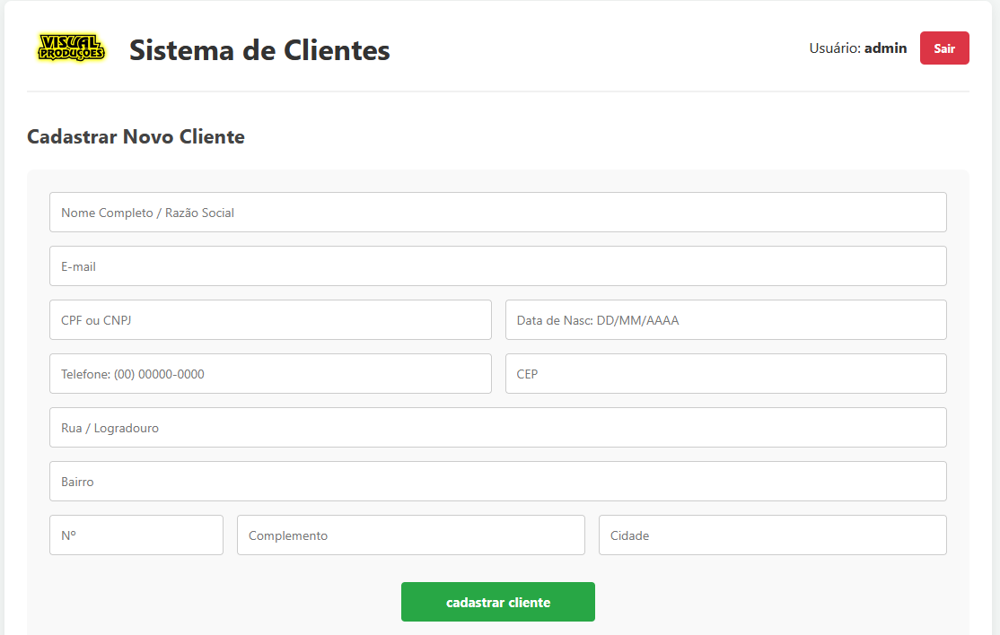 VISUAL
PRODUÇOES
Sistema de Clientes
Usuário: admin
Sair
Cadastrar Novo Cliente
Nome Completo / Razão Social
E-mail
CPF ou CNPJ
Data de Nasc: DD/MM/AAAA
Telefone: (00) 00000-0000
CEP
Rua / Logradouro
Bairro
Nº
Complemento
Cidade
cadastrar cliente